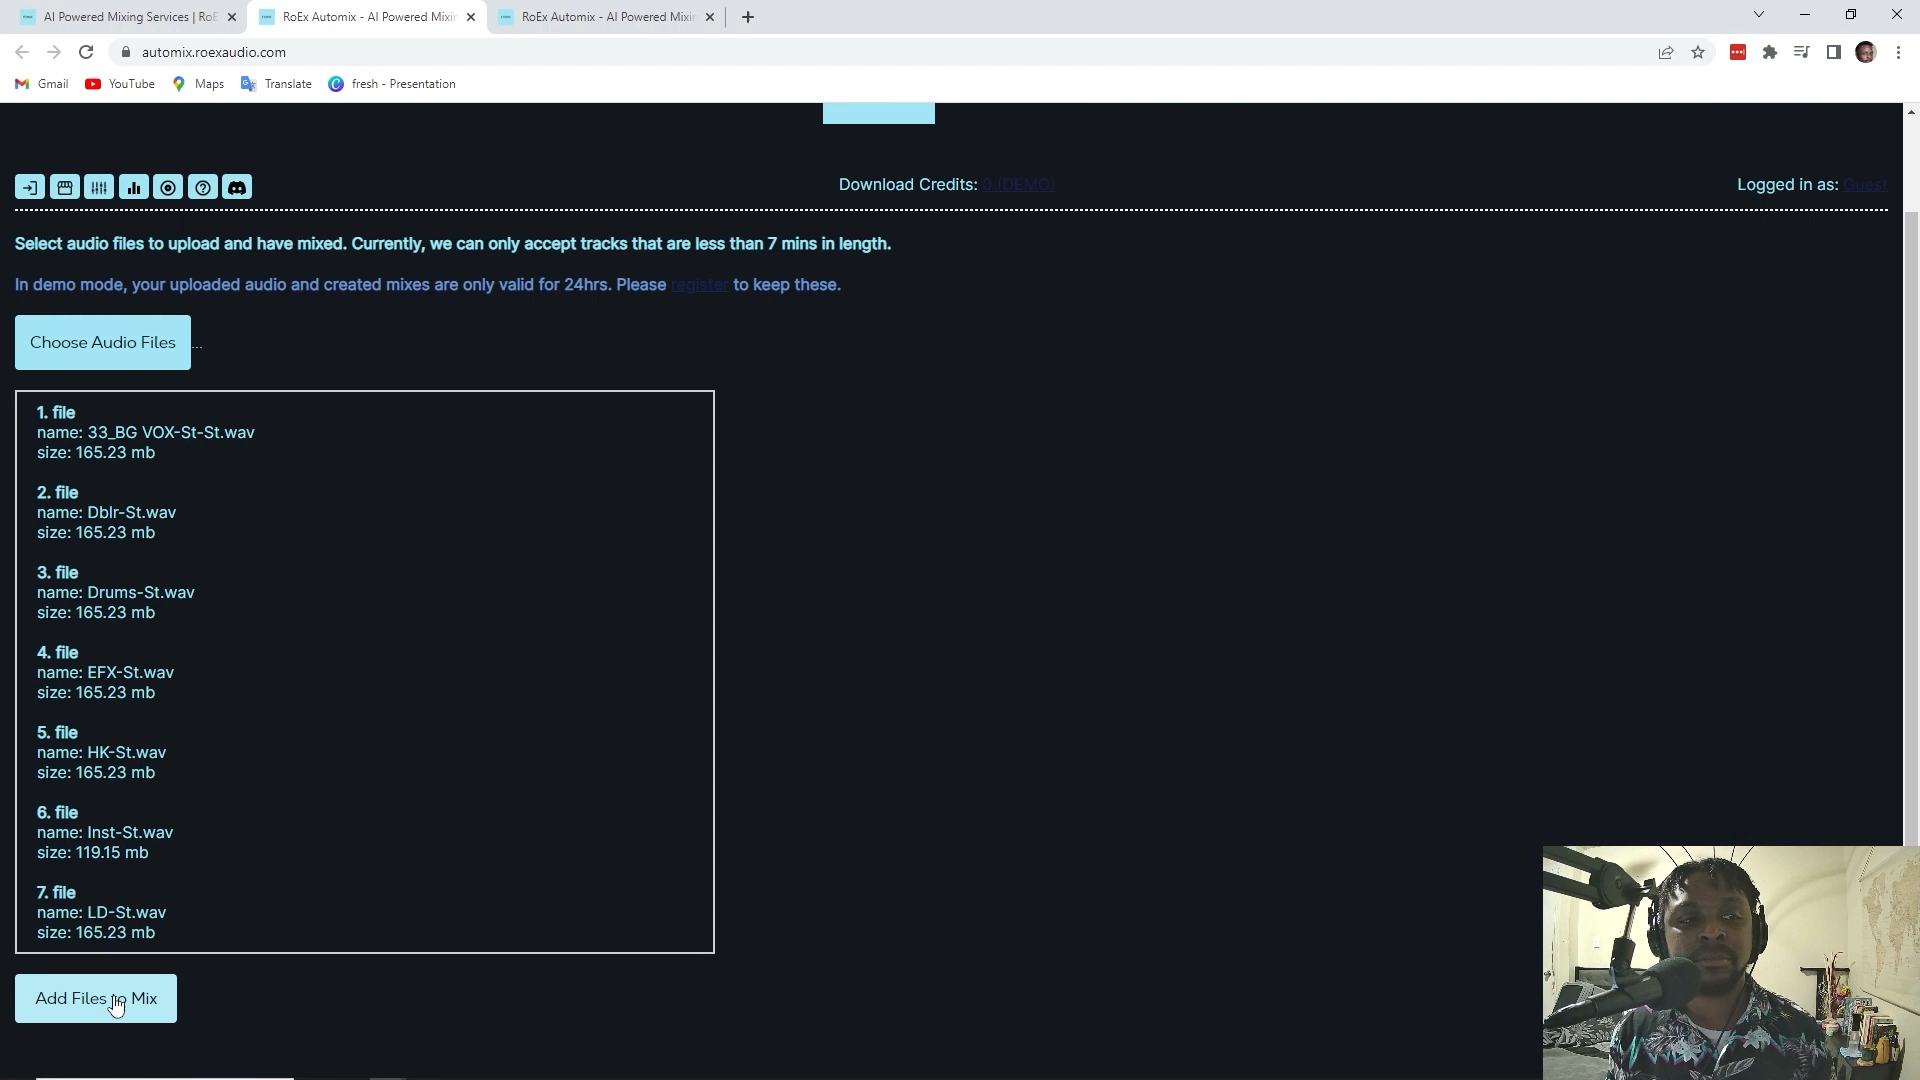 AI Powered Mixing Services | RoE
RoEx Automix - AI Powered Mixin
RoEx Automix - AI Powered Mixin
automix.roexaudio.com
Gmail
YouTube
Maps
Translate
fresh - Presentation
Download Credits: 0 (DEMO)
Logged in as: Guest
Select audio files to upload and have mixed. Currently, we can only accept tracks that are less than 7 mins in length.
In demo mode, your uploaded audio and created mixes are only valid for 24hrs. Please register to keep these.
Choose Audio Files ...
1. file
name: 33_BG VOX-St-St.wav
size: 165.23 mb
2. file
name: Dblr-St.wav
size: 165.23 mb
3. file
name: Drums-St.wav
size: 165.23 mb
4. file
name: EFX-St.wav
size: 165.23 mb
5. file
name: HK-St.wav
size: 165.23 mb
6. file
name: Inst-St.wav
size: 119.15 mb
7. file
name: LD-St.wav
size: 165.23 mb
Add Files to Mix